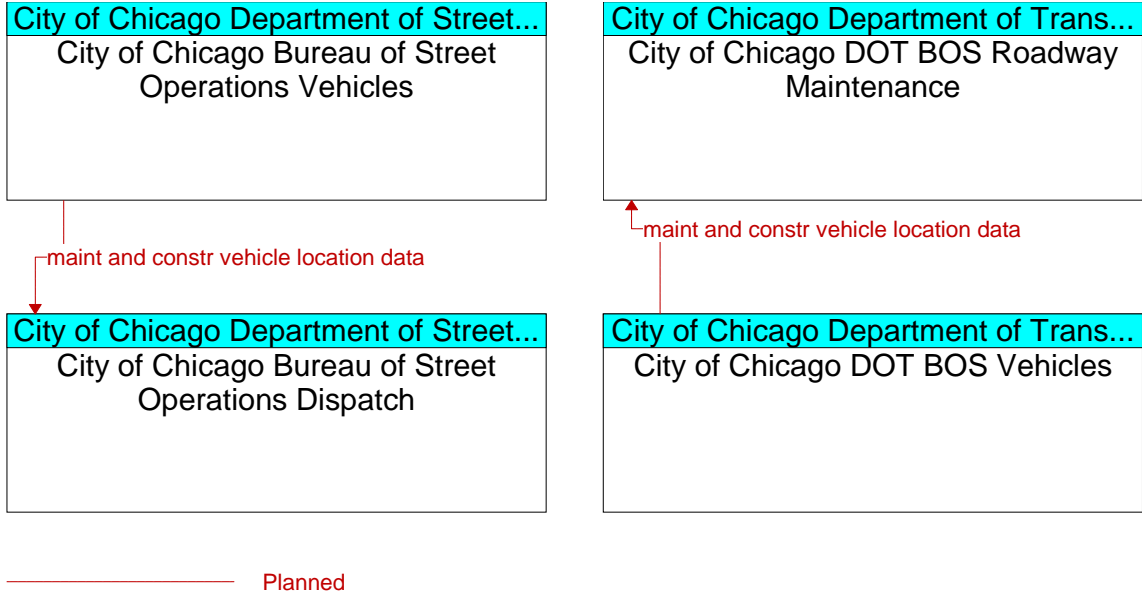 City of Chicago Department of Street...
City of Chicago Bureau of Street
Operations Vehicles
City of Chicago Department of Trans...
City of Chicago DOT BOS Roadway
Maintenance
maint and constr vehicle location data
maint and constr vehicle location data
City of Chicago Department of Street...
City of Chicago Bureau of Street
Operations Dispatch
City of Chicago Department of Trans...
City of Chicago DOT BOS Vehicles
Planned